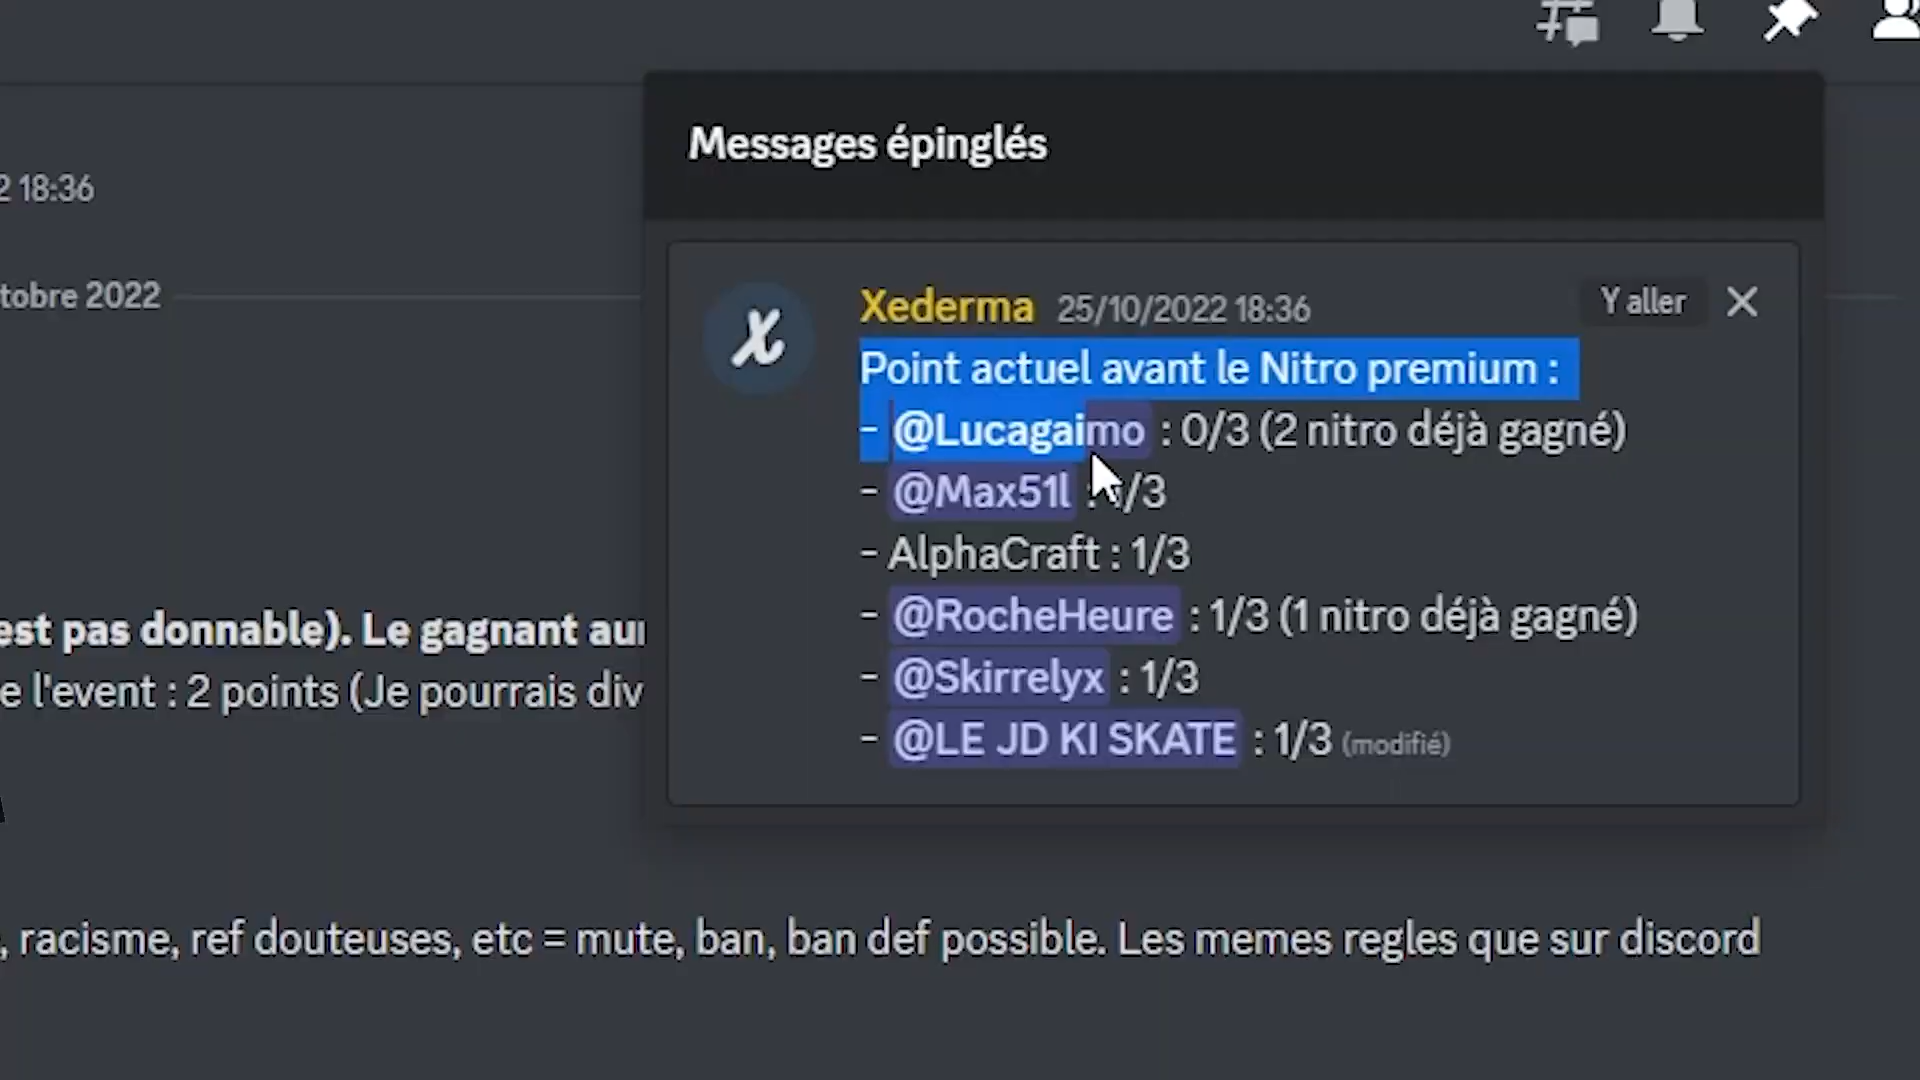 2 18:36
tobre 2022
est pas donnable). Le gagnant au
e l'event : 2 points (Je pourrais div
, racisme, ref douteuses, etc = mute, ban, ban def possible. Les memes regles que sur discord
Messages épinglés
Xederma 25/10/2022 18:36
Y aller
Point actuel avant le Nitro premium :
- @Lucagaimo : 0/3 (2 nitro déjà gagné)
- @Max51l : /3
- AlphaCraft : 1/3
- @RocheHeure : 1/3 (1 nitro déjà gagné)
- @Skirrelyx : 1/3
- @LE JD KI SKATE : 1/3 (modifié)